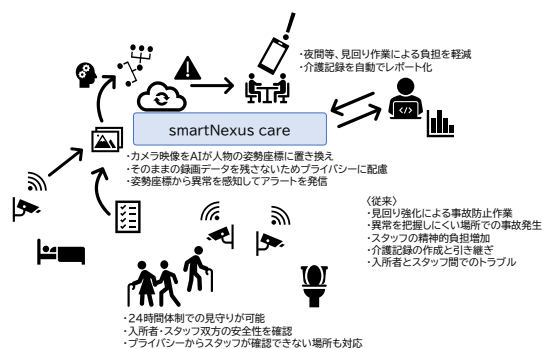 ・夜間等、見回り作業による負担を軽減
・介護記録を自動でレポート化
smartNexus care
・カメラ映像をAIが人物の姿勢座標に置き換え
・そのままの録画データを残さないためプライバシーに配慮
・姿勢座標から異常を感知してアラートを発信
〈従来〉
・見回り強化による事故防止作業
・異常を把握しにくい場所での事故発生
・スタッフの精神的負担増加
・介護記録の作成と引き継ぎ
・入所者とスタッフ間でのトラブル
・24時間体制での見守りが可能
・入所者・スタッフ双方の安全性を確認
・プライバシーからスタッフが確認できない場所も対応